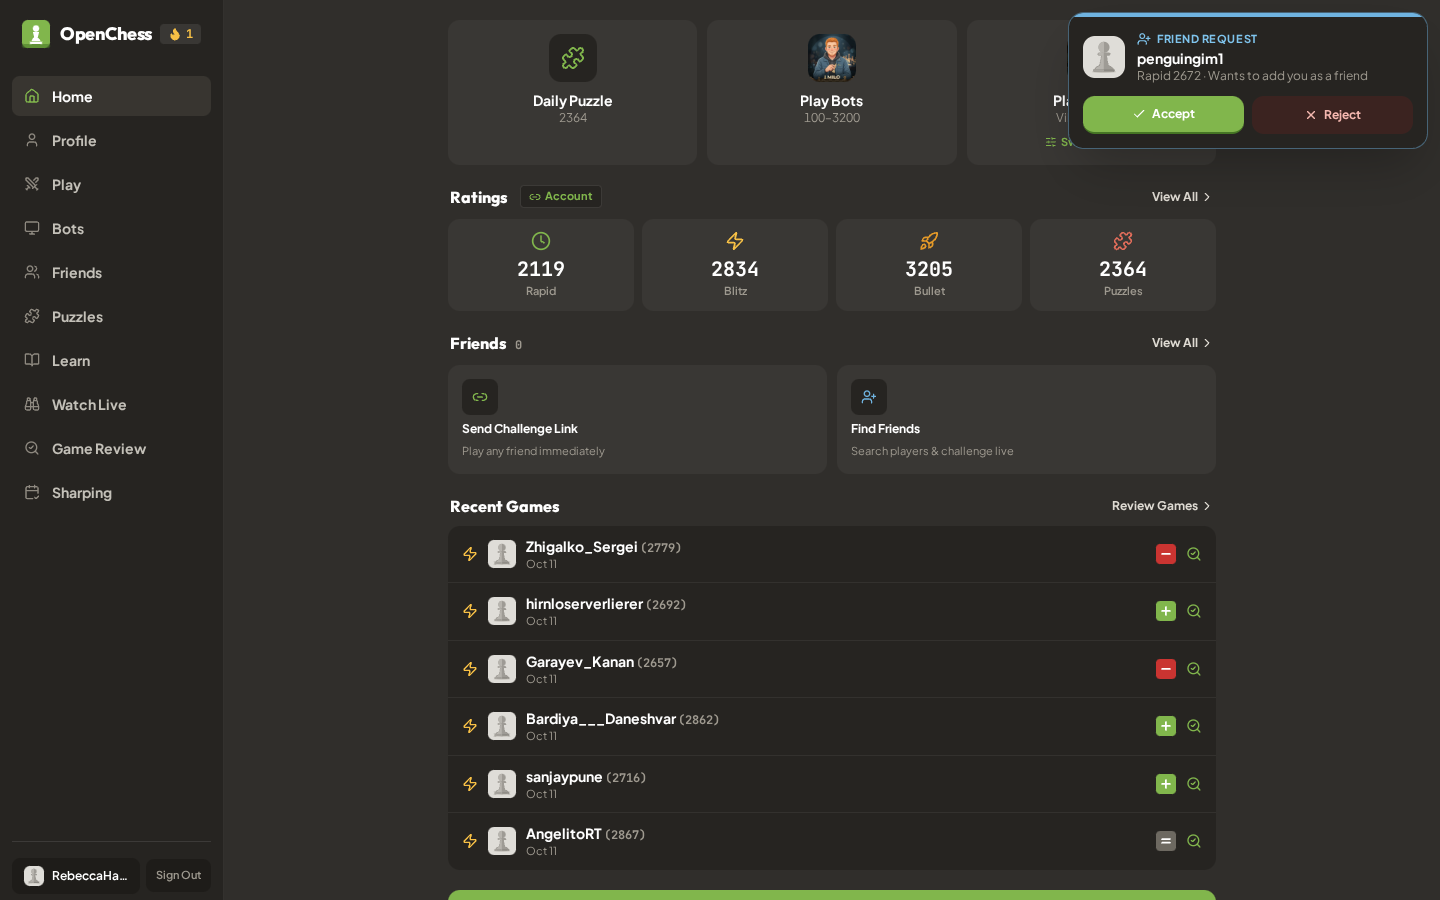 OpenChess
1
Home
Profile
Play
Bots
Friends
Puzzles
Learn
Watch Live
Game Review
Sharping
RebeccaHa...
Sign Out
Daily Puzzle
2364
Play Bots
100–3200
FRIEND REQUEST
penguingim1
Rapid 2672 · Wants to add you as a friend
Accept
Reject
Ratings
Account
View All
2119
Rapid
2834
Blitz
3205
Bullet
2364
Puzzles
Friends 0
View All
Send Challenge Link
Play any friend immediately
Find Friends
Search players & challenge live
Recent Games
Review Games
Zhigalko_Sergei (2779)
Oct 11
hirnloserverlierer (2692)
Oct 11
Garayev_Kanan (2657)
Oct 11
Bardiya___Daneshvar (2862)
Oct 11
sanjaypune (2716)
Oct 11
AngelitoRT (2867)
Oct 11